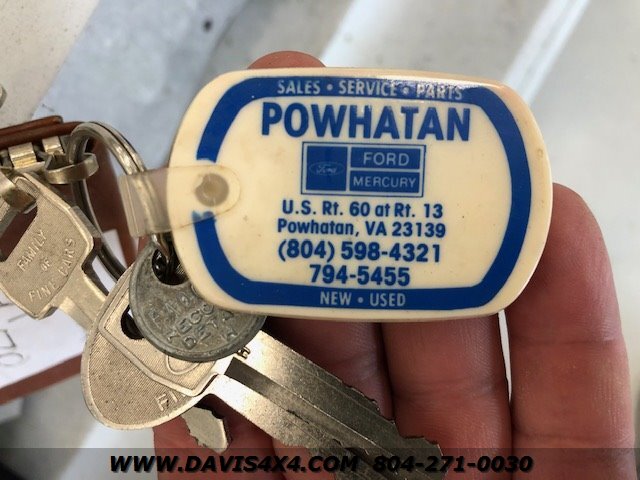 SALES • SERVICE • PARTS
POWHATAN
Ford
FORD
MERCURY
U.S. Rt. 60 at Rt. 13
Powhatan, VA 23139
(804) 598-4321
794-5455
NEW • USED
FAMILY
OF
FINE CARS
WWW.DAVIS4X4.COM 804-271-0030